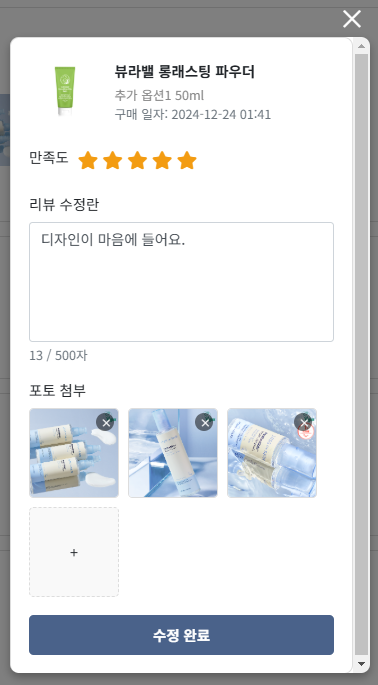 뷰라밸 롱래스팅 파우더
추가 옵션1 50ml
구매 일자: 2024-12-24 01:41
만족도
리뷰 수정란
디자인이 마음에 들어요.
13 / 500자
포토 첨부
+
수정 완료